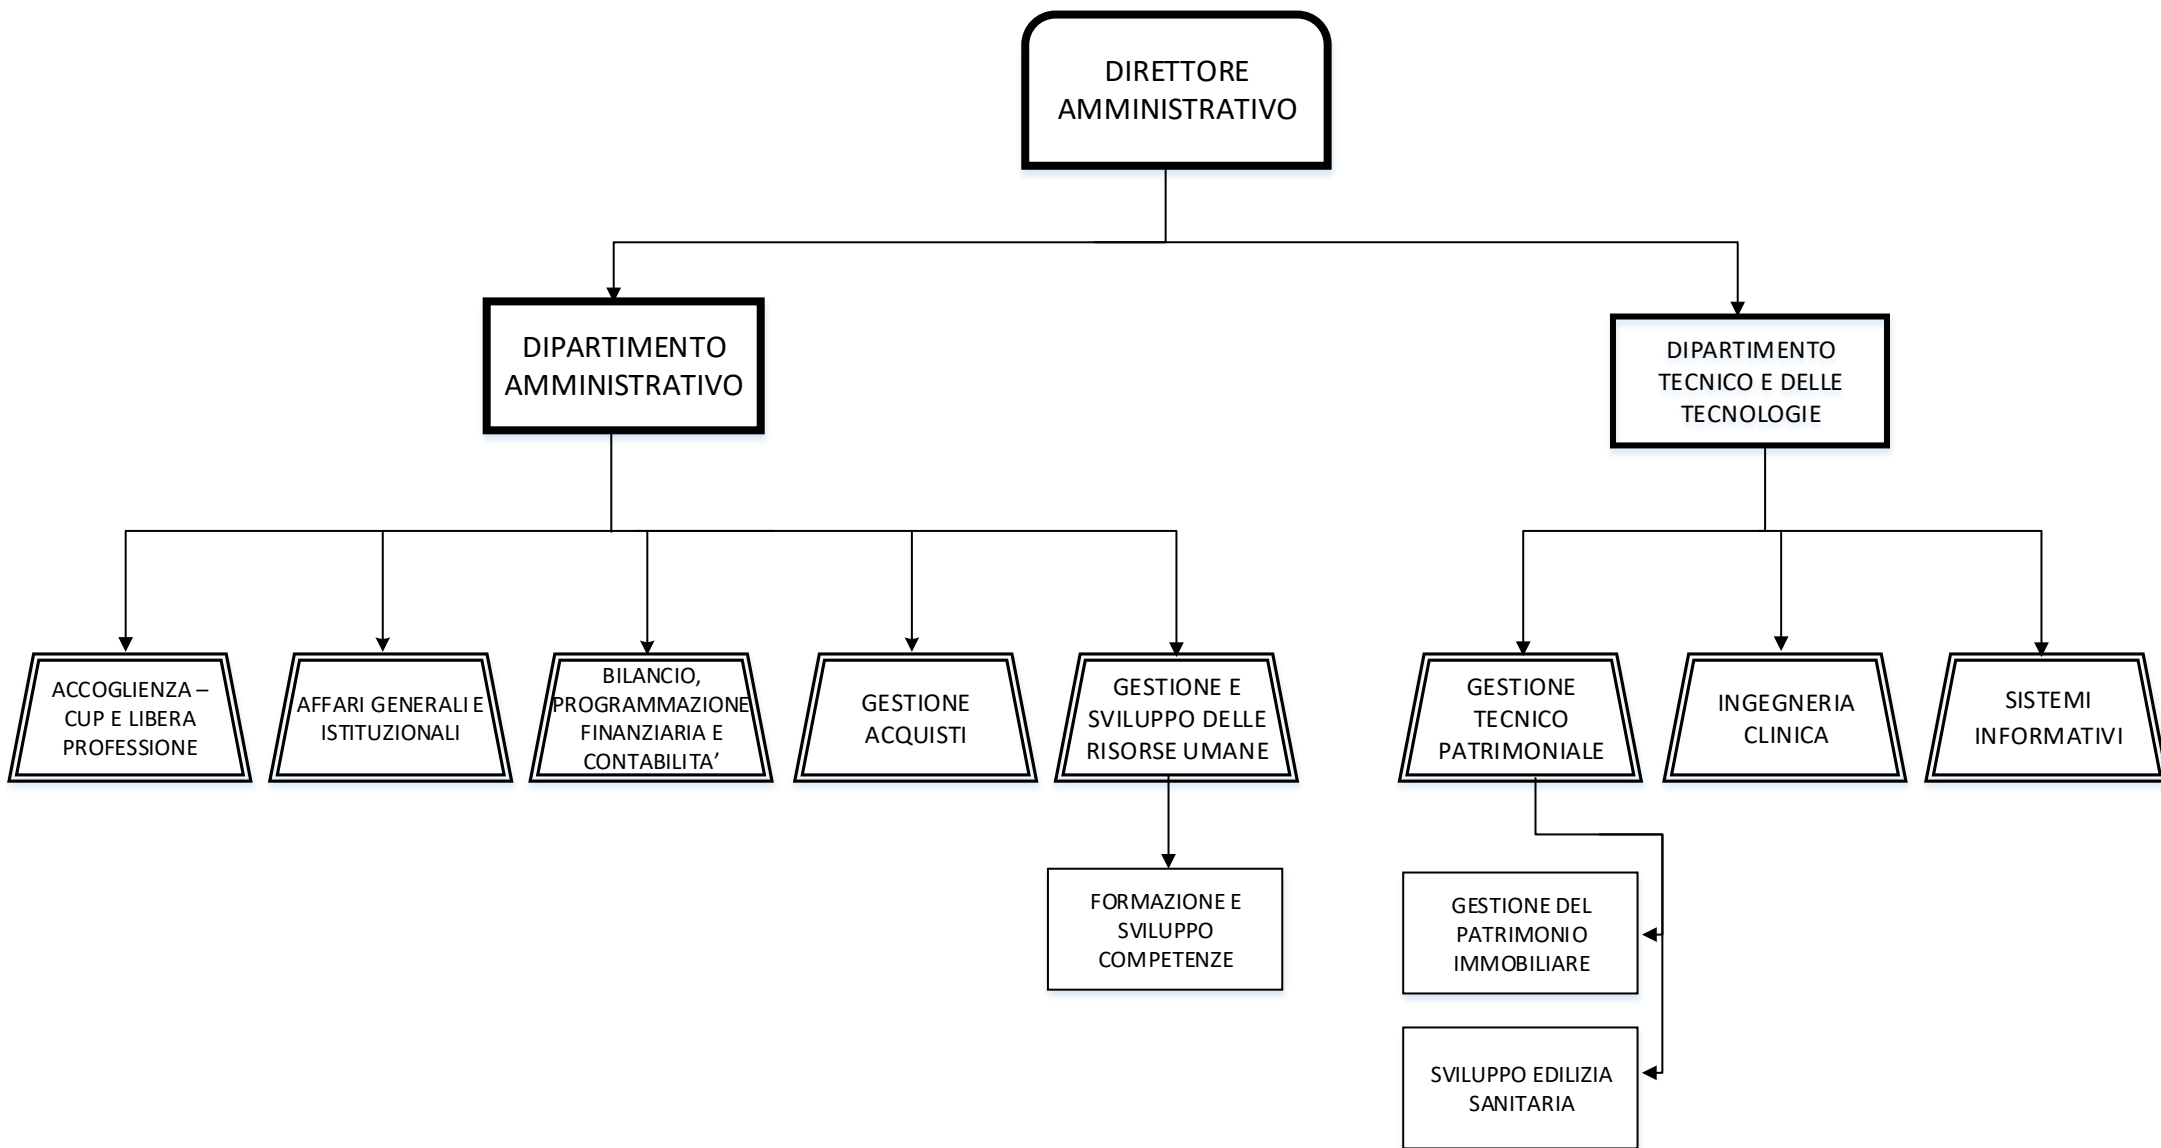 DIRETTORE
AMMINISTRATIVO
DIPARTIMENTO
AMMINISTRATIVO
DIPARTIMENTO
TECNICO E DELLE
TECNOLOGIE
ACCOGLIENZA –
CUP E LIBERA
PROFESSIONE
AFFARI GENERALI E
ISTITUZIONALI
BILANCIO,
PROGRAMMAZIONE
FINANZIARIA E
CONTABILITA’
GESTIONE
ACQUISTI
GESTIONE E
SVILUPPO DELLE
RISORSE UMANE
GESTIONE
TECNICO
PATRIMONIALE
INGEGNERIA
CLINICA
SISTEMI
INFORMATIVI
FORMAZIONE E
SVILUPPO
COMPETENZE
GESTIONE DEL
PATRIMONIO
IMMOBILIARE
SVILUPPO EDILIZIA
SANITARIA